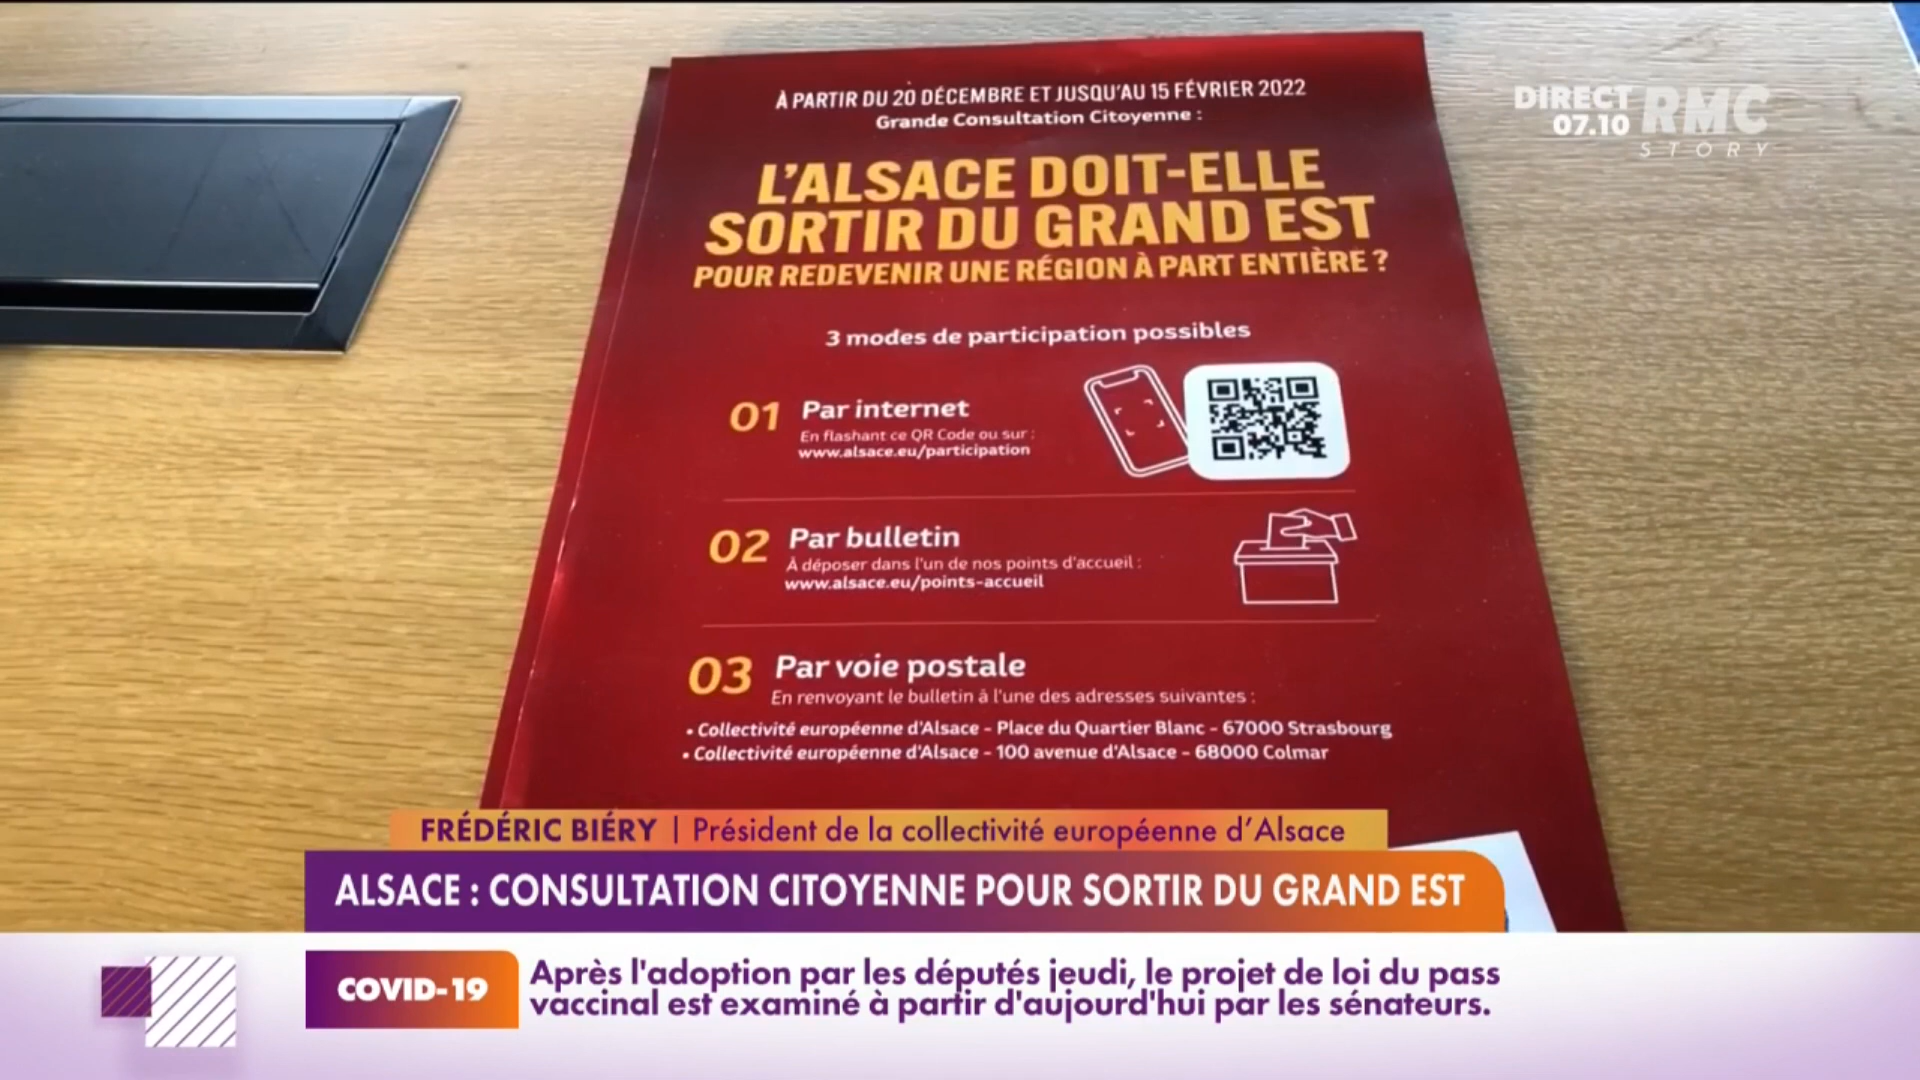 À PARTIR DU 20 DÉCEMBRE ET JUSQU'AU 15 FÉVRIER 2022
Grande Consultation Citoyenne :
L'ALSACE DOIT-ELLE
SORTIR DU GRAND EST
POUR REDEVENIR UNE RÉGION À PART ENTIÈRE ?
3 modes de participation possibles
01 Par internet
En flashant ce QR Code ou sur :
www.alsace.eu/participation
02 Par bulletin
À déposer dans l'un de nos points d'accueil :
www.alsace.eu/points-accueil
03 Par voie postale
En renvoyant le bulletin à l'une des adresses suivantes :
• Collectivité européenne d'Alsace - Place du Quartier Blanc - 67000 Strasbourg
• Collectivité européenne d'Alsace - 100 avenue d'Alsace - 68000 Colmar
DIRECT RMC
07.10
STORY
FRÉDÉRIC BIÉRY | Président de la collectivité européenne d'Alsace
ALSACE : CONSULTATION CITOYENNE POUR SORTIR DU GRAND EST
COVID-19
Après l'adoption par les députés jeudi, le projet de loi du pass
vaccinal est examiné à partir d'aujourd'hui par les sénateurs.